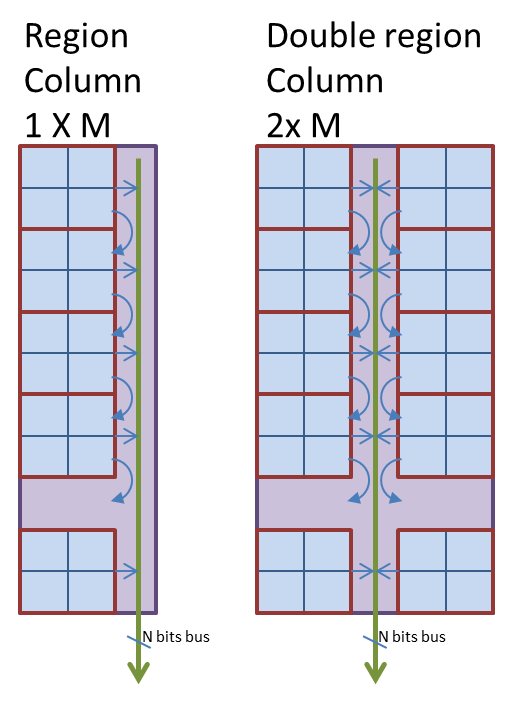 Region
Column
1 X M
Double region
Column
2x M
N bits bus
N bits bus